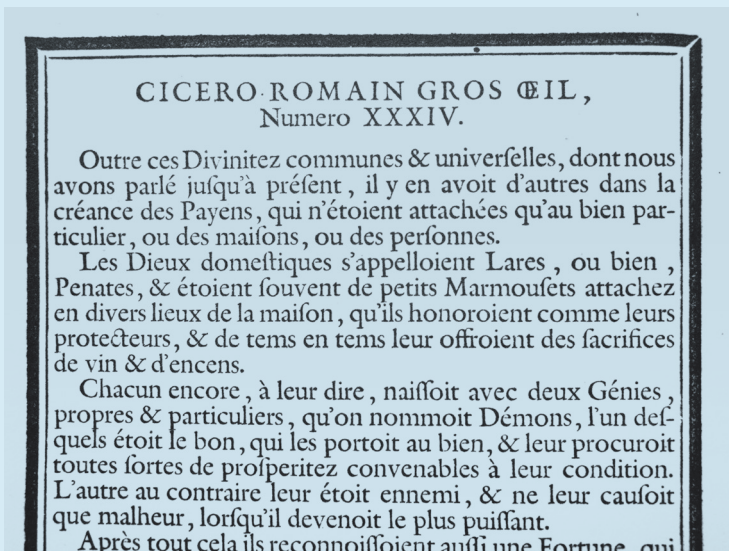 CICERO ROMAIN GROS ŒIL,
Numero XXXIV.
Outre ces Divinitez communes & univerſelles, dont nous
avons parlé juſqu'à préſent, il y en avoit d'autres dans la
créance des Payens, qui n'étoient attachées qu'au bien par-
ticulier, ou des maiſons, ou des perſonnes.
Les Dieux domeſtiques s'appelloient Lares, ou bien,
Penates, & étoient ſouvent de petits Marmouſets attachez
en divers lieux de la maiſon, qu'ils honoroient comme leurs
protecteurs, & de tems en tems leur offroient des ſacrifices
de vin & d'encens.
Chacun encore, à leur dire, naiſſoit avec deux Génies,
propres & particuliers, qu'on nommoit Démons, l'un deſ-
quels étoit le bon, qui les portoit au bien, & leur procuroit
toutes ſortes de proſperitez convenables à leur condition.
L'autre au contraire leur étoit ennemi, & ne leur cauſoit
que malheur, lorſqu'il devenoit le plus puiſſant.
Après tout cela ils reconnoiſſoient auſſi une Fortune, qui